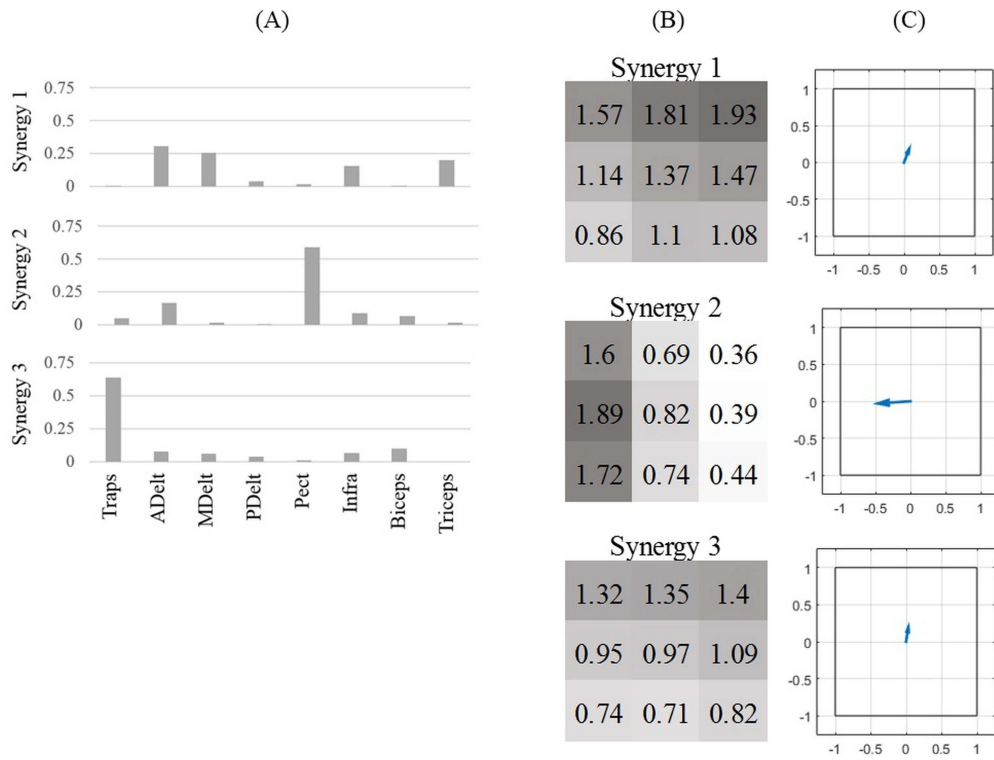 (A)
(B)
(C)
Synergy 1
0.75
0.5
0.25
0
Synergy 2
0.75
0.5
0.25
0
Synergy 3
0.75
0.5
0.25
0
Traps
ADelt
MDelt
PDelt
Pect
Infra
Biceps
Triceps
Synergy 1
1.57 1.81 1.93
1.14 1.37 1.47
0.86 1.1 1.08
1
0.5
0
-0.5
-1
-1 -0.5 0 0.5 1
Synergy 2
1.6 0.69 0.36
1.89 0.82 0.39
1.72 0.74 0.44
1
0.5
0
-0.5
-1
-1 -0.5 0 0.5 1
Synergy 3
1.32 1.35 1.4
0.95 0.97 1.09
0.74 0.71 0.82
1
0.5
0
-0.5
-1
-1 -0.5 0 0.5 1